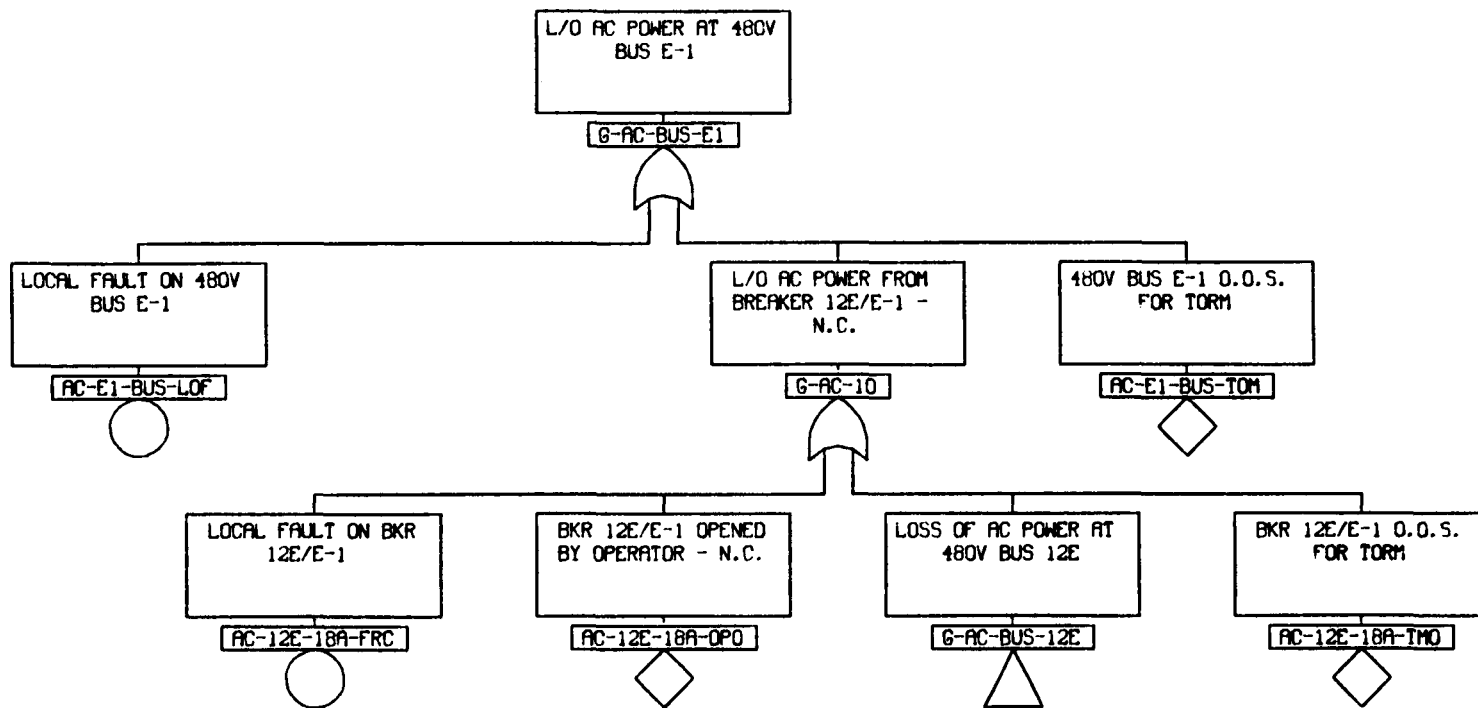 L/O AC POWER AT 480V
BUS E-1
G-AC-BUS-E1
LOCAL FAULT ON 480V
BUS E-1
AC-E1-BUS-LOF
L/O AC POWER FROM
BREAKER 12E/E-1 -
N.C.
G-AC-10
480V BUS E-1 O.O.S.
FOR TORM
AC-E1-BUS-TOM
LOCAL FAULT ON BKR
12E/E-1
AC-12E-18A-FRC
BKR 12E/E-1 OPENED
BY OPERATOR - N.C.
AC-12E-18A-OPO
LOSS OF AC POWER AT
480V BUS 12E
G-AC-BUS-12E
BKR 12E/E-1 O.O.S.
FOR TORM
AC-12E-18A-TMO